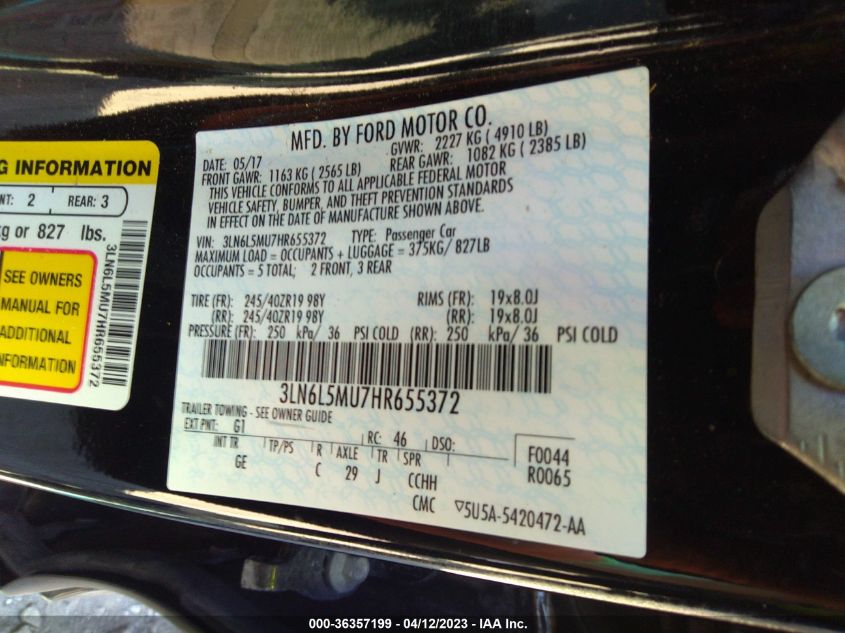 MFD. BY FORD MOTOR CO.
DATE: 05/17 GVWR: 2227 KG ( 4910 LB)
FRONT GAWR: 1163 KG ( 2565 LB) REAR GAWR: 1082 KG ( 2385 LB)
THIS VEHICLE CONFORMS TO ALL APPLICABLE FEDERAL MOTOR
VEHICLE SAFETY, BUMPER, AND THEFT PREVENTION STANDARDS
IN EFFECT ON THE DATE OF MANUFACTURE SHOWN ABOVE.
VIN: 3LN6L5MU7HR655372 TYPE: Passenger Car
MAXIMUM LOAD = OCCUPANTS + LUGGAGE = 375KG/ 827LB
OCCUPANTS = 5 TOTAL; 2 FRONT, 3 REAR
TIRE (FR): 245/40ZR19 98Y RIMS (FR): 19x8.0J
(RR): 245/40ZR19 98Y (RR): 19x8.0J
PRESSURE (FR): 250 kPa/ 36 PSI COLD (RR): 250 kPa/ 36 PSI COLD
3LN6L5MU7HR655372
TRAILER TOWING - SEE OWNER GUIDE
EXT PNT: G1 RC: 46 DSO:
INT TR TP/PS R AXLE TR SPR F0044
GE C 29 J CCHH R0065
CMC ▽5U5A-5420472-AA
G INFORMATION
NT: 2 REAR: 3
kg or 827 lbs.
SEE OWNERS
MANUAL FOR
ADDITIONAL
INFORMATION
3LN6L5MU7HR655372
000-36357199 - 04/12/2023 - IAA Inc.